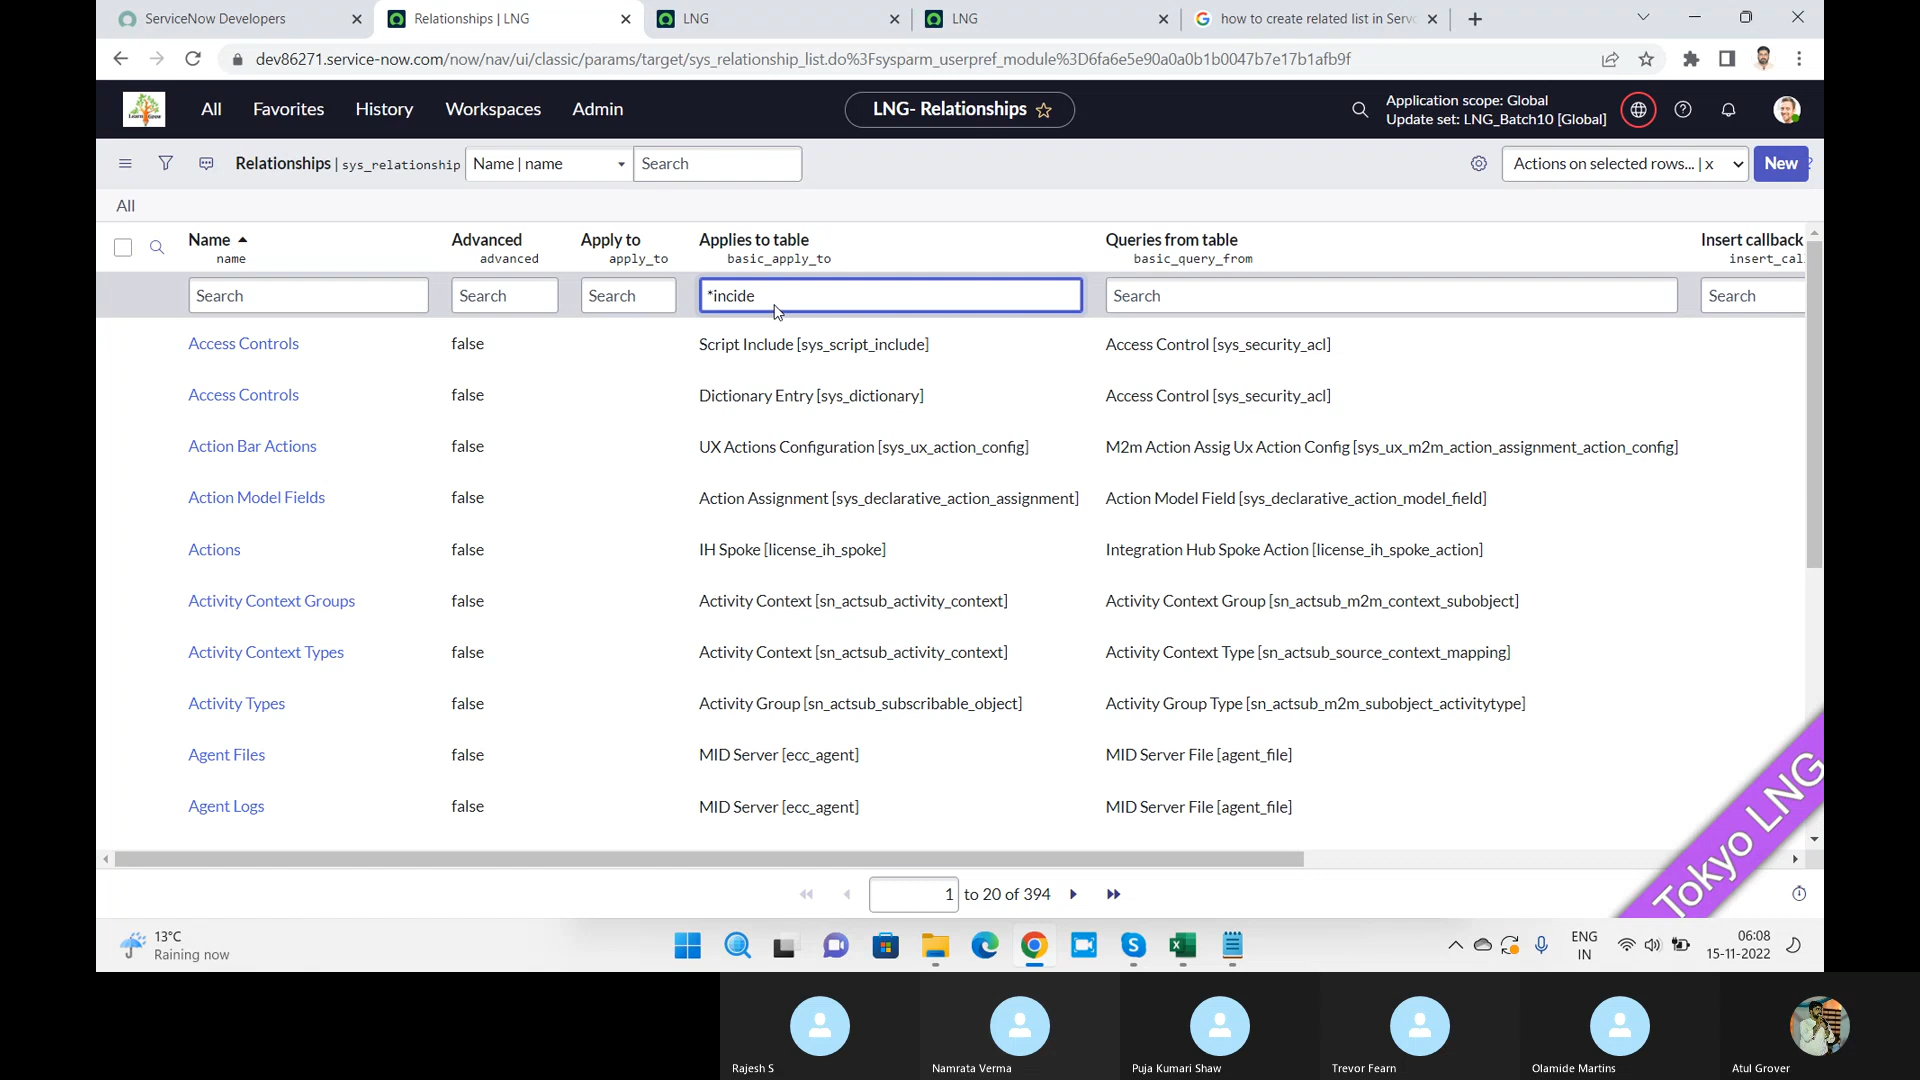 ServiceNow Developers
Relationships | LNG
LNG
LNG
how to create related list in Servic
dev86271.service-now.com/now/nav/ui/classic/params/target/sys_relationship_list.do%3Fsysparm_userpref_module%3D6fa6e5e90a0a0b1b0047b7e17b1afb9f
All Favorites History Workspaces Admin
LNG- Relationships
Application scope: Global
Update set: LNG_Batch10 [Global]
Relationships | sys_relationship Name | name Search
Actions on selected rows... | x New
All
Name Advanced Apply to Applies to table Queries from table Insert callback
name advanced apply_to basic_apply_to basic_query_from insert_cal
Search Search Search *incide Search Search
Access Controls false Script Include [sys_script_include] Access Control [sys_security_acl]
Access Controls false Dictionary Entry [sys_dictionary] Access Control [sys_security_acl]
Action Bar Actions false UX Actions Configuration [sys_ux_action_config] M2m Action Assig Ux Action Config [sys_ux_m2m_action_assignment_action_config]
Action Model Fields false Action Assignment [sys_declarative_action_assignment] Action Model Field [sys_declarative_action_model_field]
Actions false IH Spoke [license_ih_spoke] Integration Hub Spoke Action [license_ih_spoke_action]
Activity Context Groups false Activity Context [sn_actsub_activity_context] Activity Context Group [sn_actsub_m2m_context_subobject]
Activity Context Types false Activity Context [sn_actsub_activity_context] Activity Context Type [sn_actsub_source_context_mapping]
Activity Types false Activity Group [sn_actsub_subscribable_object] Activity Group Type [sn_actsub_m2m_subobject_activitytype]
Agent Files false MID Server [ecc_agent] MID Server File [agent_file]
Agent Logs false MID Server [ecc_agent] MID Server File [agent_file]
Tokyo LNG
1 to 20 of 394
13°C
Raining now
ENG
IN
06:08
15-11-2022
Rajesh S
Namrata Verma
Puja Kumari Shaw
Trevor Fearn
Olamide Martins
Atul Grover